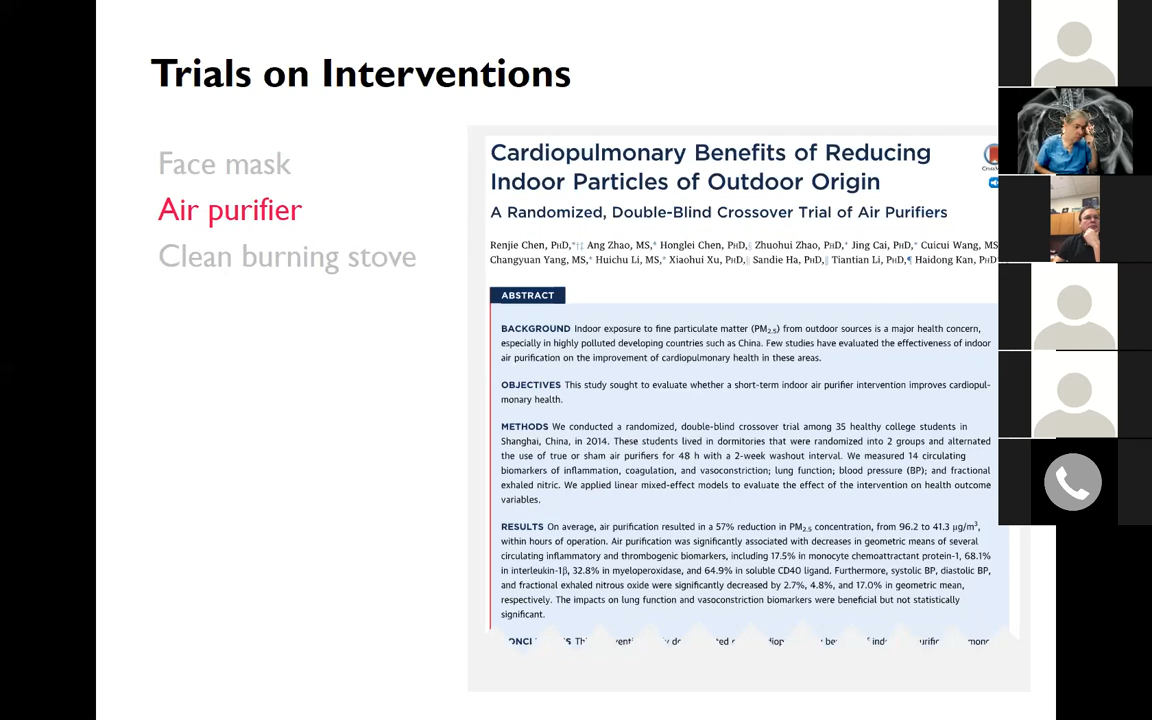 Trials on Interventions
Face mask
Air purifier
Clean burning stove
Cardiopulmonary Benefits of Reducing
Indoor Particles of Outdoor Origin
A Randomized, Double-Blind Crossover Trial of Air Purifiers
Renjie Chen, PhD,*†‡ Ang Zhao, MS,* Honglei Chen, PhD,§ Zhuohui Zhao, PhD,* Jing Cai, PhD,* Cuicui Wang, MS
Changyuan Yang, MS,* Huichu Li, MS,* Xiaohui Xu, PhD,‖ Sandie Ha, PhD,‖ Tiantian Li, PhD,¶ Haidong Kan, PhD
ABSTRACT
BACKGROUND Indoor exposure to fine particulate matter (PM2.5) from outdoor sources is a major health concern,
especially in highly polluted developing countries such as China. Few studies have evaluated the effectiveness of indoor
air purification on the improvement of cardiopulmonary health in these areas.
OBJECTIVES This study sought to evaluate whether a short-term indoor air purifier intervention improves cardiopul-
monary health.
METHODS We conducted a randomized, double-blind crossover trial among 35 healthy college students in
Shanghai, China, in 2014. These students lived in dormitories that were randomized into 2 groups and alternated
the use of true or sham air purifiers for 48 h with a 2-week washout interval. We measured 14 circulating
biomarkers of inflammation, coagulation, and vasoconstriction; lung function; blood pressure (BP); and fractional
exhaled nitric. We applied linear mixed-effect models to evaluate the effect of the intervention on health outcome
variables.
RESULTS On average, air purification resulted in a 57% reduction in PM2.5 concentration, from 96.2 to 41.3 μg/m³,
within hours of operation. Air purification was significantly associated with decreases in geometric means of several
circulating inflammatory and thrombogenic biomarkers, including 17.5% in monocyte chemoattractant protein-1, 68.1%
in interleukin-1β, 32.8% in myeloperoxidase, and 64.9% in soluble CD40 ligand. Furthermore, systolic BP, diastolic BP,
and fractional exhaled nitrous oxide were significantly decreased by 2.7%, 4.8%, and 17.0% in geometric mean,
respectively. The impacts on lung function and vasoconstriction biomarkers were beneficial but not statistically
significant.